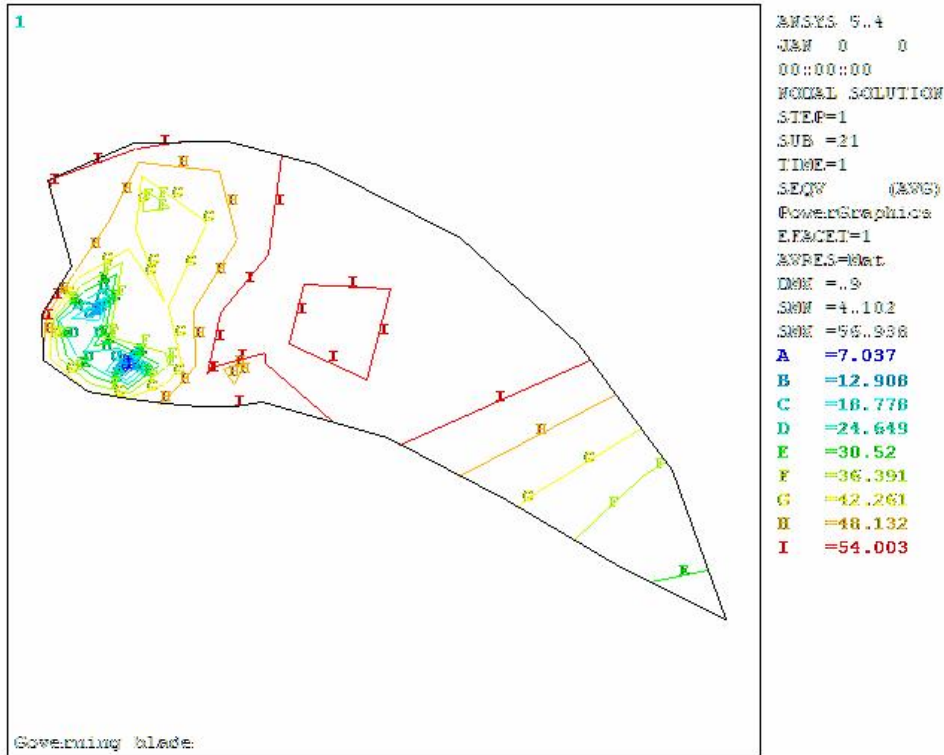 1
ANSYS 5.4
JAN 0 0
00:00:00
NODAL SOLUTION
STEP=1
SUB =21
TIME=1
SEQV (AVG)
PowerGraphics
EFACET=1
AVRES=Mat
DMX =.9
SMN =4.102
SMX =56.938
A =7.037
B =12.908
C =18.778
D =24.649
E =30.52
F =36.391
G =42.261
H =48.132
I =54.003
Governing blade